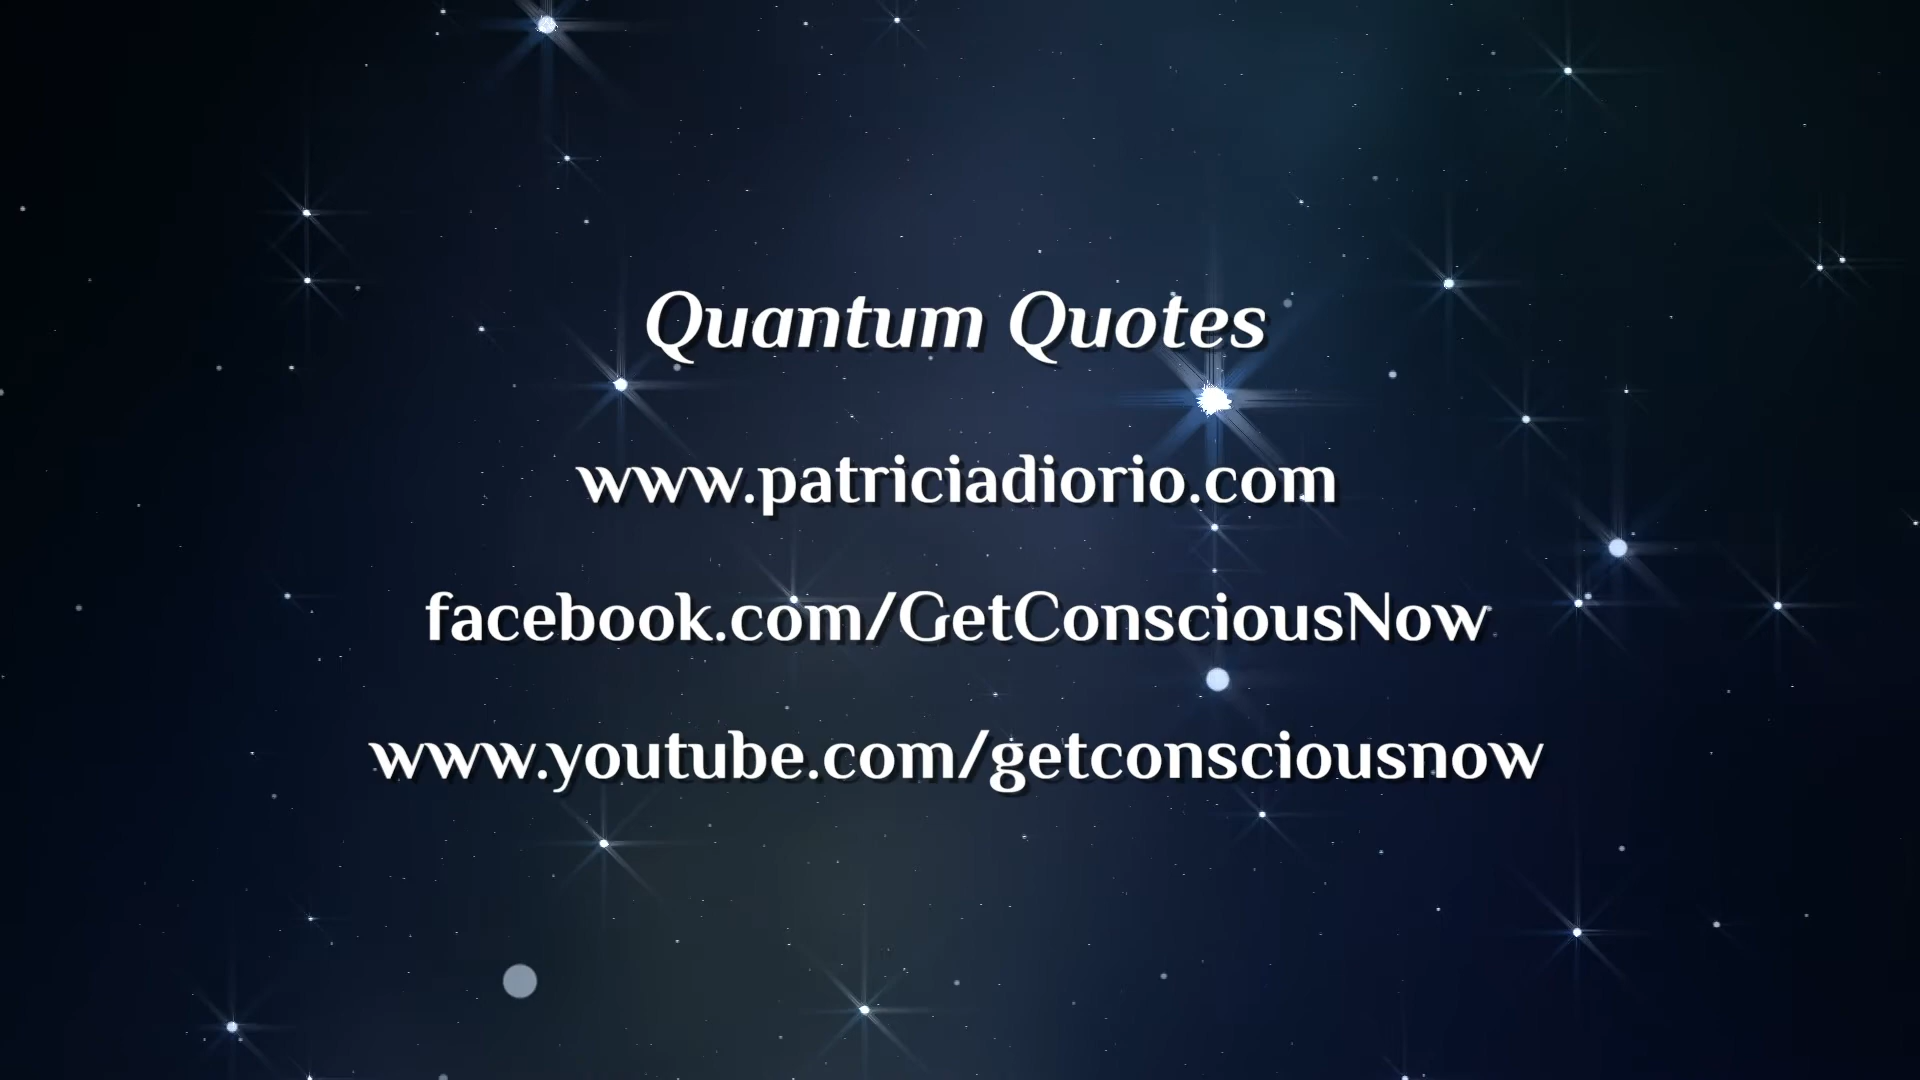 Quantum Quotes
www.patriciadiorio.com
facebook.com/GetConsciousNow
www.youtube.com/getconsciousnow